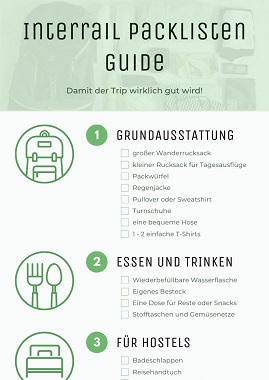 Interrail Packlisten
Guide
Damit der Trip wirklich gut wird!
1 GRUNDAUSSTATTUNG
großer Wanderrucksack
kleiner Rucksack für Tagesausflüge
Packwürfel
Regenjacke
Pullover oder Sweatshirt
Turnschuhe
eine bequeme Hose
1 - 2 einfache T-Shirts
2 ESSEN UND TRINKEN
Wiederbefüllbare Wasserflasche
Eigenes Besteck
Eine Dose für Reste oder Snacks
Stofftaschen und Gemüsenetze
3 FÜR HOSTELS
Badeschlappen
Reisehandtuch